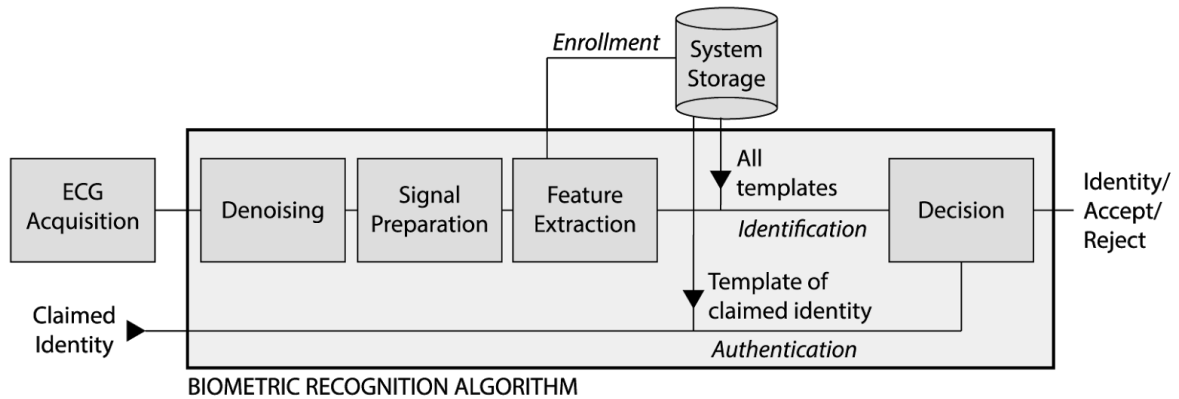 Enrollment
System
Storage
ECG
Acquisition
Denoising
Signal
Preparation
Feature
Extraction
All
templates
Identification
Decision
Identity/
Accept/
Reject
Claimed
Identity
Template of
claimed identity
Authentication
BIOMETRIC RECOGNITION ALGORITHM